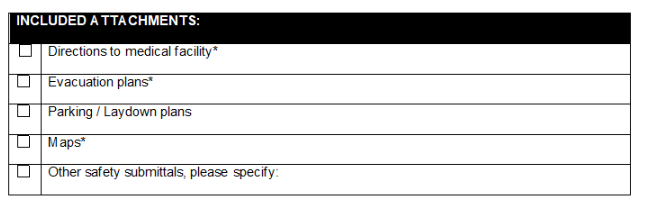 INCLUDED ATTACHMENTS:
☐ Directions to medical facility*
☐ Evacuation plans*
☐ Parking / Laydown plans
☐ Maps*
☐ Other safety submittals, please specify: